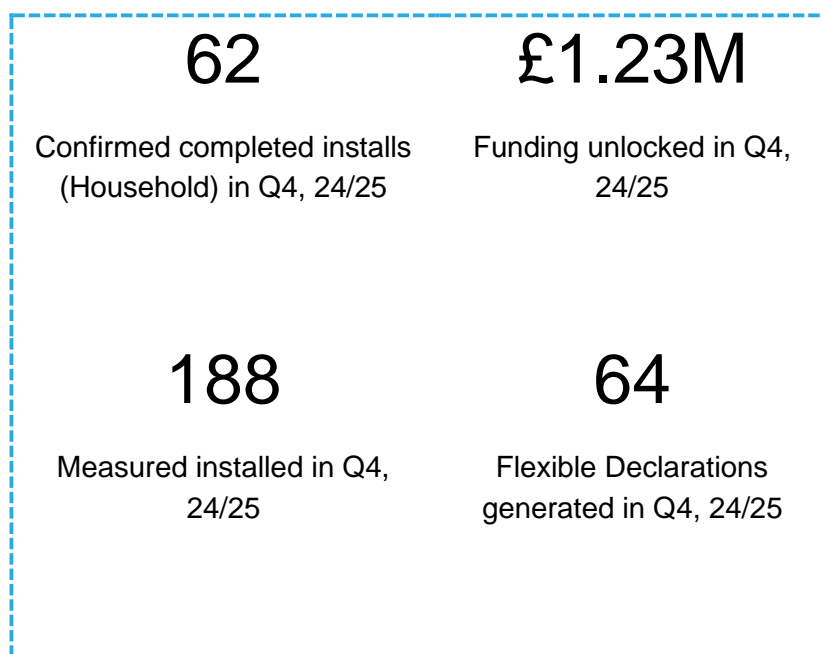 62
Confirmed completed installs
(Household) in Q4, 24/25
£1.23M
Funding unlocked in Q4,
24/25
188
Measured installed in Q4,
24/25
64
Flexible Declarations
generated in Q4, 24/25